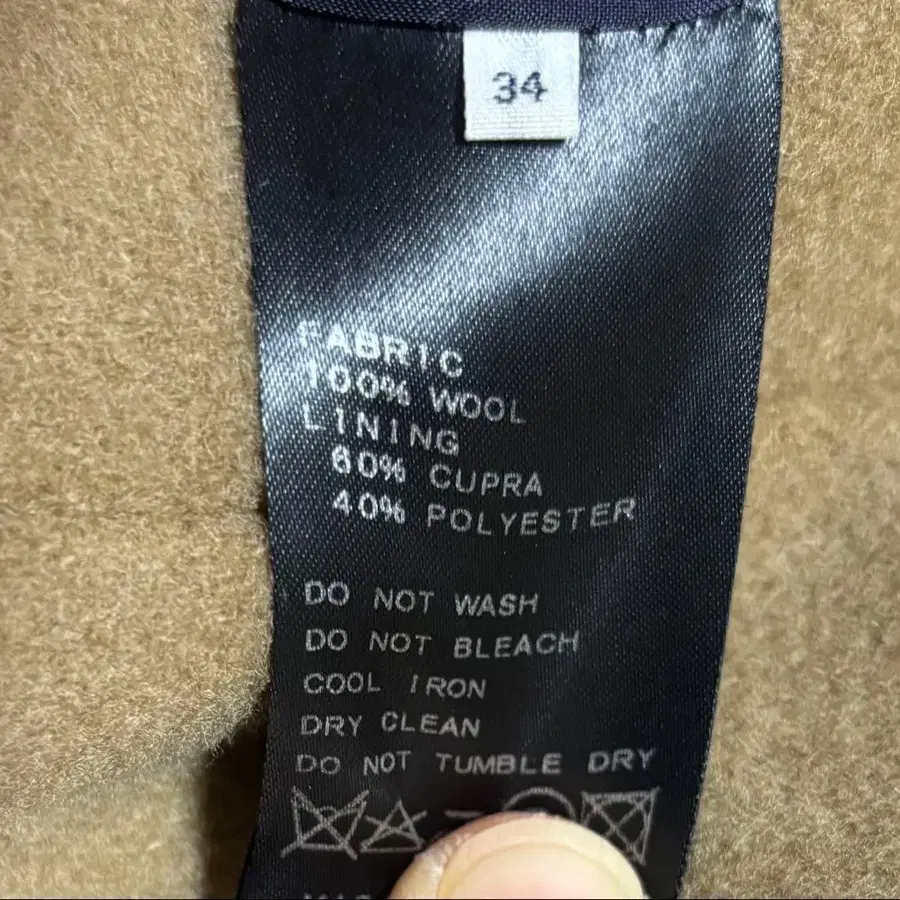 34
FABRIC
100% WOOL
LINING
60% CUPRA
40% POLYESTER
DO NOT WASH
DO NOT BLEACH
COOL IRON
DRY CLEAN
DO NOT TUMBLE DRY